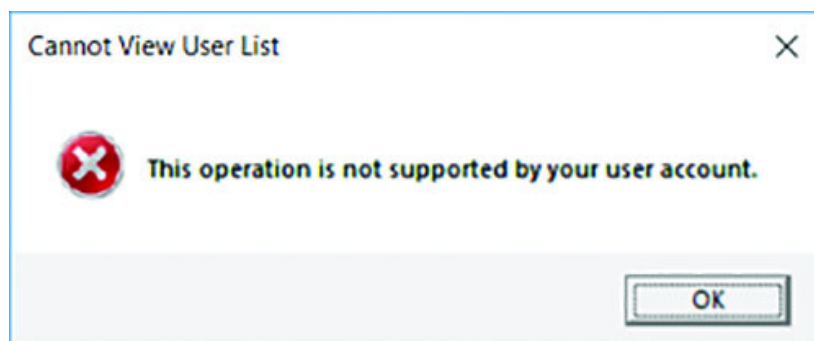 Cannot View User List
This operation is not supported by your user account.
OK